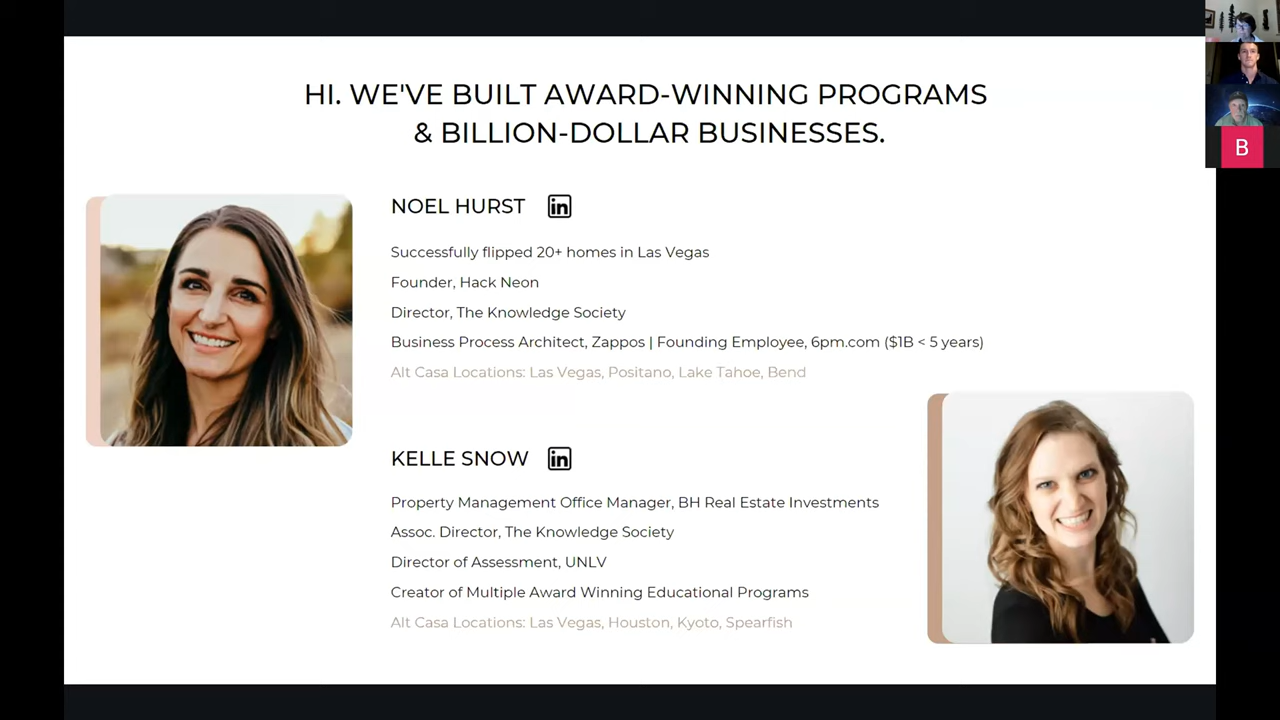 HI. WE'VE BUILT AWARD-WINNING PROGRAMS
& BILLION-DOLLAR BUSINESSES.
NOEL HURST in
Successfully flipped 20+ homes in Las Vegas
Founder, Hack Neon
Director, The Knowledge Society
Business Process Architect, Zappos | Founding Employee, 6pm.com ($1B < 5 years)
Alt Casa Locations: Las Vegas, Positano, Lake Tahoe, Bend
KELLE SNOW in
Property Management Office Manager, BH Real Estate Investments
Assoc. Director, The Knowledge Society
Director of Assessment, UNLV
Creator of Multiple Award Winning Educational Programs
Alt Casa Locations: Las Vegas, Houston, Kyoto, Spearfish
B